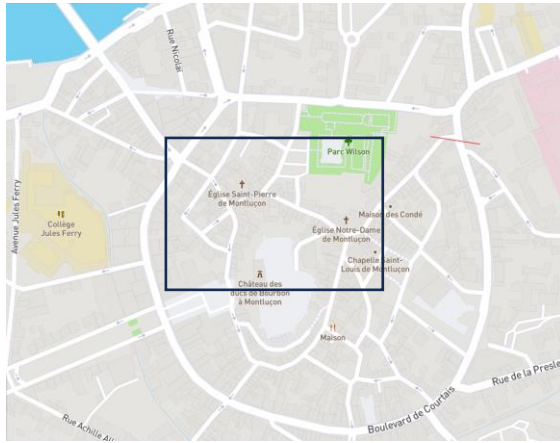 Rue Nicolaï
Parc Wilson
Église Saint-Pierre
de Montluçon
Maison des Condé
Avenue Jules Ferry
Collège
Jules Ferry
Église Notre-Dame
de Montluçon
Chapelle Saint-
Louis de Montluçon
Château des
ducs de Bourbon
à Montluçon
Maison
Rue de la Presle
Boulevard de Courtais
Rue Achille All